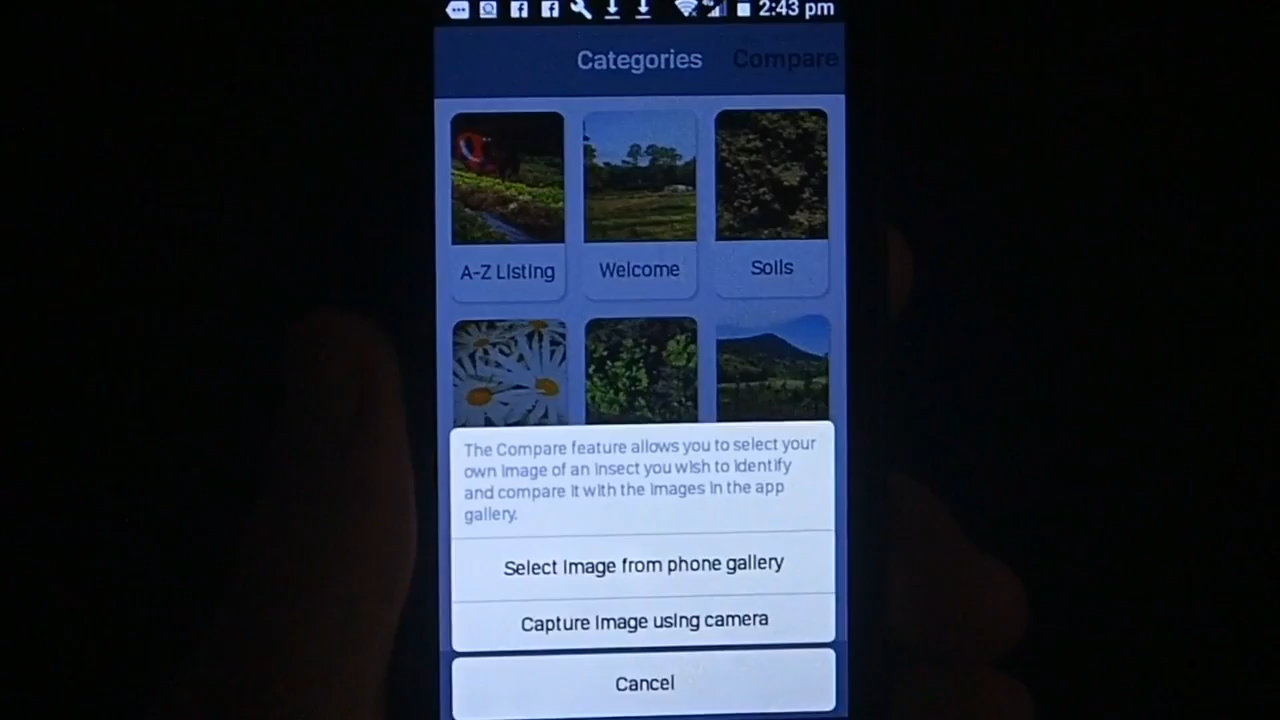 2:43 pm
Categories
Compare
A-Z Listing
Welcome
Soils
The Compare feature allows you to select your
own image of an insect you wish to identify
and compare it with the images in the app
gallery.
Select image from phone gallery
Capture image using camera
Cancel